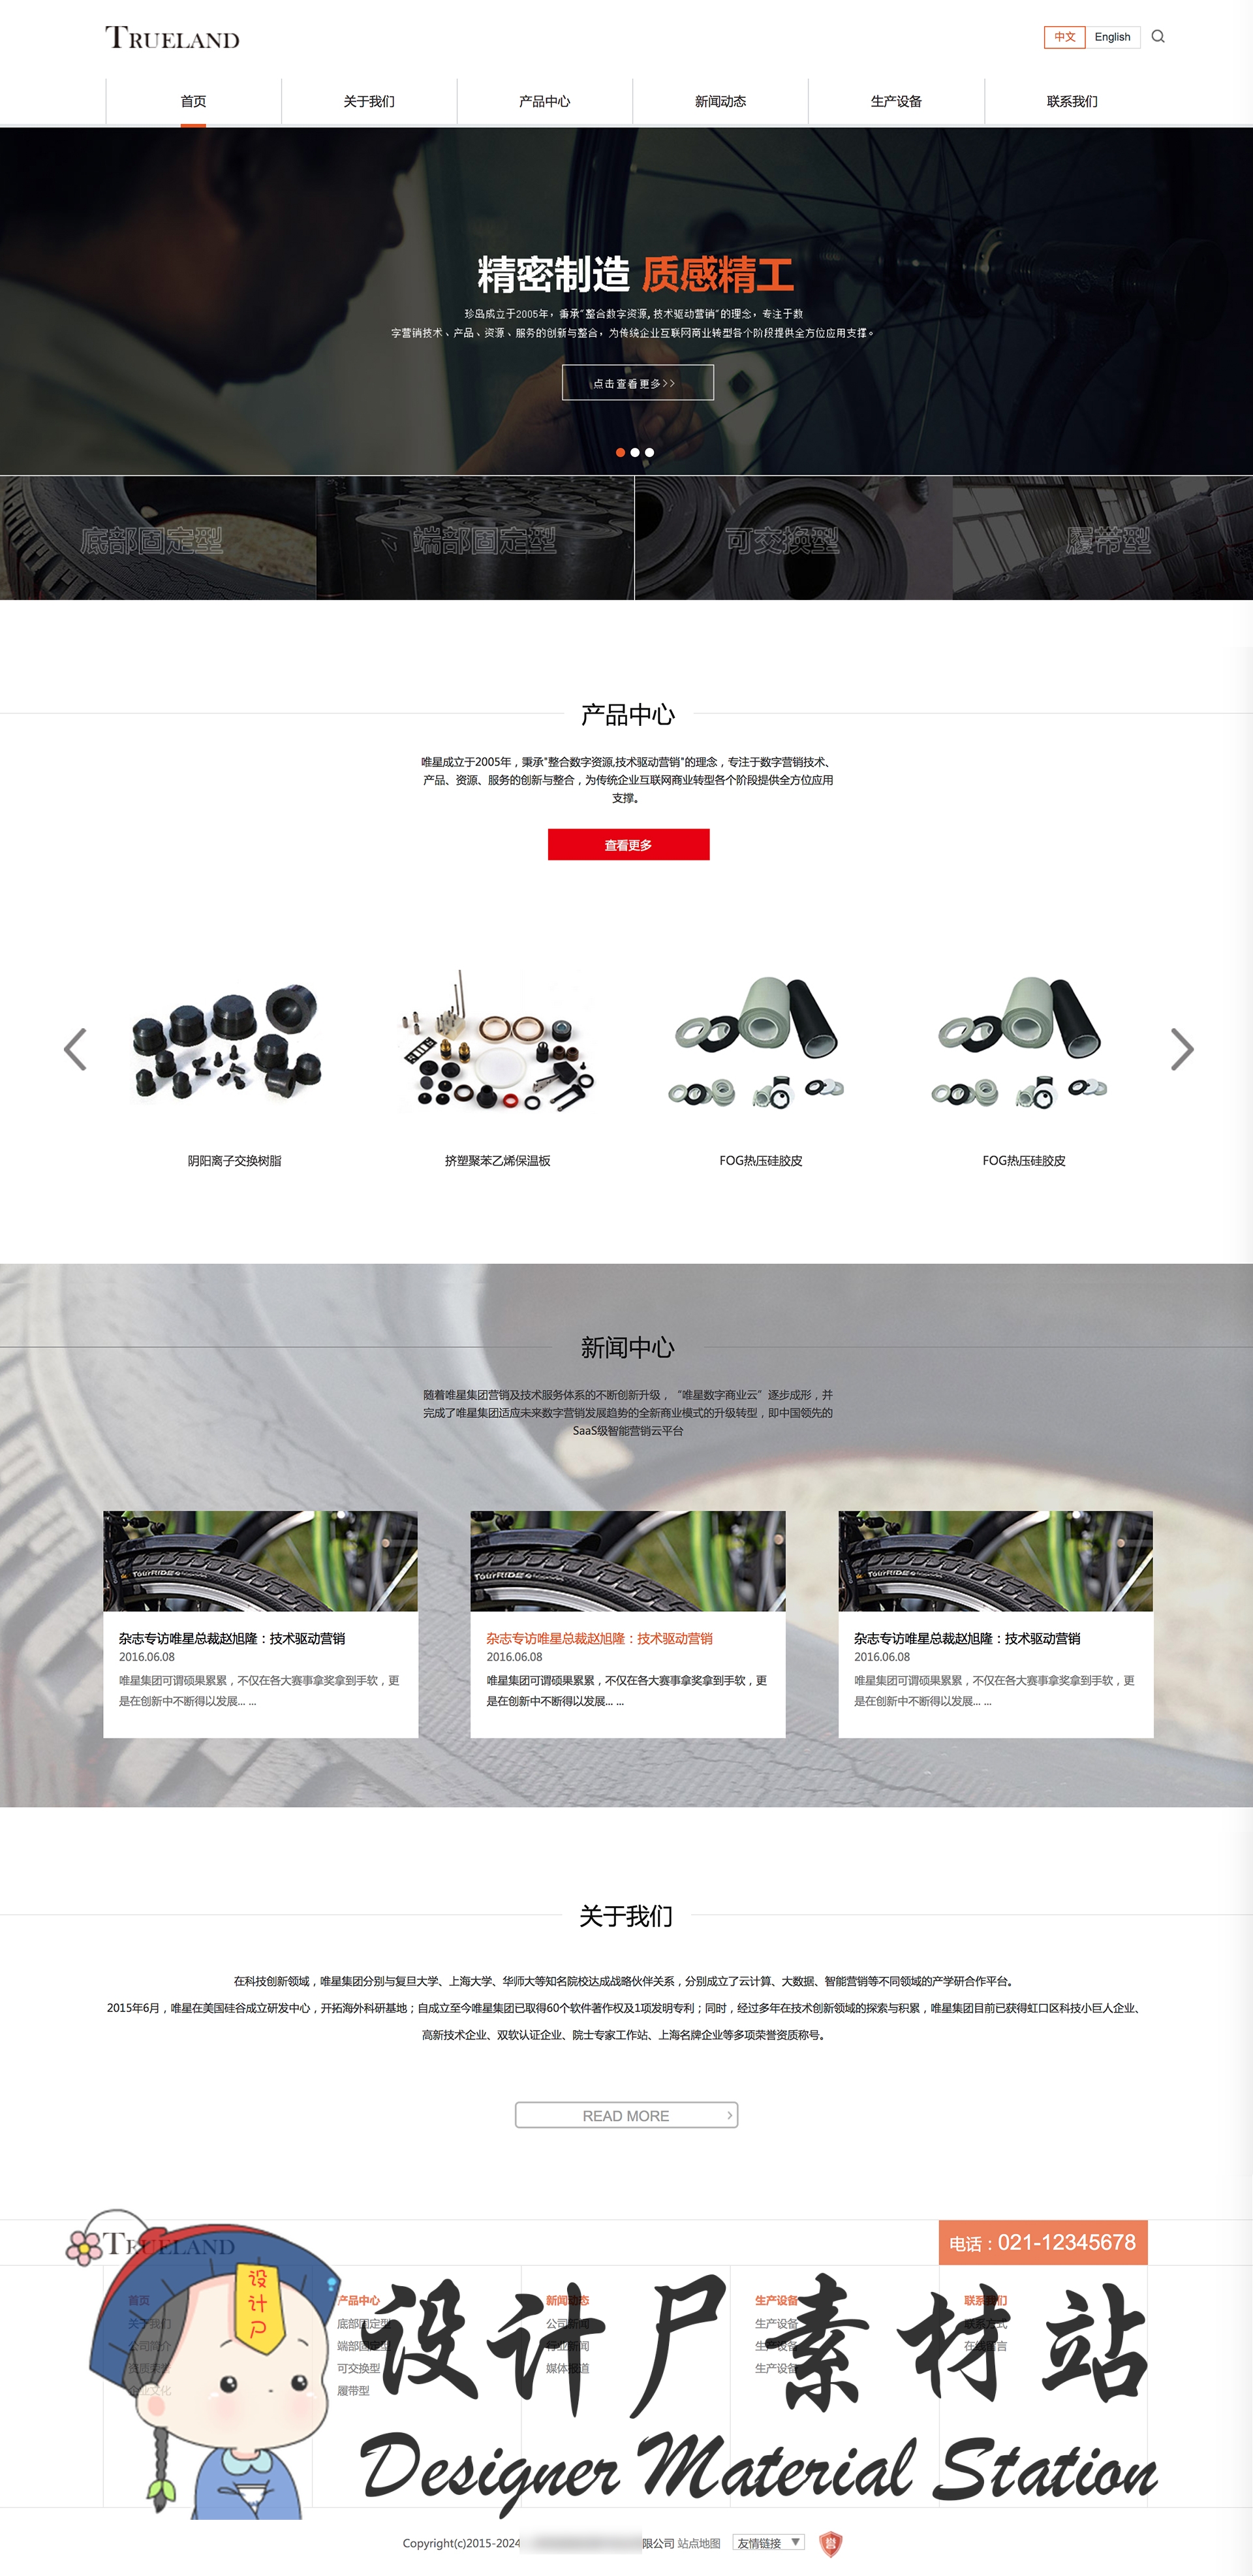 TRUELAND
中文 English
首页 关于我们 产品中心 新闻动态 生产设备 联系我们
精密制造 质感精工
珍岛成立于2005年，秉承“整合数字资源,技术驱动营销”的理念，专注于数
字营销技术、产品、资源、服务的创新与整合，为传统企业互联网商业转型各个阶段提供全方位应用支撑。
点击查看更多>>
底部固定型 端部固定型 可交换型 履带型
产品中心
唯星成立于2005年，秉承"整合数字资源,技术驱动营销"的理念，专注于数字营销技术、
产品、资源、服务的创新与整合，为传统企业互联网商业转型各个阶段提供全方位应用
支撑。
查看更多
阴阳离子交换树脂 挤塑聚苯乙烯保温板 FOG热压硅胶皮 FOG热压硅胶皮
新闻中心
随着唯星集团营销及技术服务体系的不断创新升级，“唯星数字商业云”逐步成形，并
完成了唯星集团适应未来数字营销发展趋势的全新商业模式的升级转型，即中国领先的
SaaS级智能营销云平台
TOURRIDE TOURRIDE TOURRIDE
杂志专访唯星总裁赵旭隆：技术驱动营销
2016.06.08
唯星集团可谓硕果累累，不仅在各大赛事拿奖拿到手软，更
是在创新中不断得以发展... ...
杂志专访唯星总裁赵旭隆：技术驱动营销
2016.06.08
唯星集团可谓硕果累累，不仅在各大赛事拿奖拿到手软，更
是在创新中不断得以发展... ...
杂志专访唯星总裁赵旭隆：技术驱动营销
2016.06.08
唯星集团可谓硕果累累，不仅在各大赛事拿奖拿到手软，更
是在创新中不断得以发展... ...
关于我们
在科技创新领域，唯星集团分别与复旦大学、上海大学、华师大等知名院校达成战略伙伴关系，分别成立了云计算、大数据、智能营销等不同领域的产学研合作平台。
2015年6月，唯星在美国硅谷成立研发中心，开拓海外科研基地；自成立至今唯星集团已取得60个软件著作权及1项发明专利；同时，经过多年在技术创新领域的探索与积累，唯星集团目前已获得虹口区科技小巨人企业、
高新技术企业、双软认证企业、院士专家工作站、上海名牌企业等多项荣誉资质称号。
READ MORE
TRUELAND
电话：021-12345678
首页
关于我们
公司简介
资质荣誉
企业文化
产品中心
底部固定型
端部固定型
可交换型
履带型
新闻动态
公司新闻
行业新闻
媒体报道
生产设备
生产设备
生产设备
生产设备
联系我们
联系方式
在线留言
设计尸
设计尸素材站
Designer Material Station
Copyright(c)2015-2024 限公司 站点地图 友情链接 誉